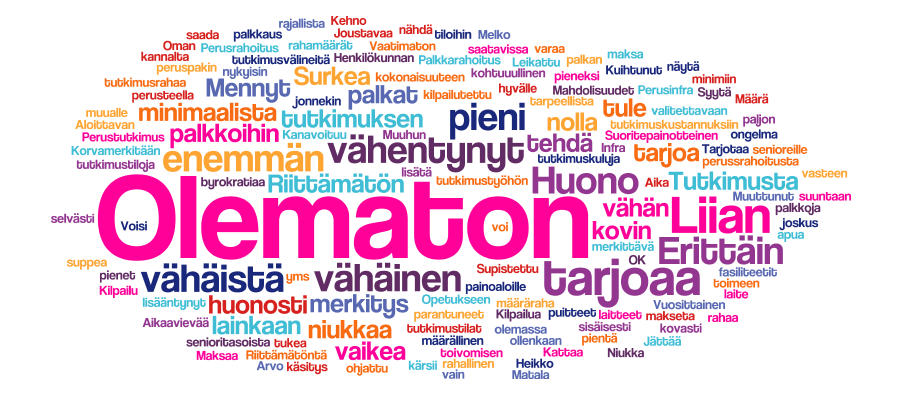 rajallista Kehno
saada palkkaus Joustavaa nähdä tiloihin Melko
Oman Perusrahoitus rahamäärät Vaatimaton saatavissa varaa
kannalta tutkimusvälineitä Henkilökunnan Palkkarahoitus Leikattu palkan maksa
peruspakin nykyisin Surkea kokonaisuuteen kohtuuullinen pieneksi Kuihtunut näytä
tutkimusrahaa Mennyt palkat hyvälle Mahdolisuudet Perusinfra minimiin
perusteella jonnekin kilpailutettu tarpeellista Syytä Määrä
muualle minimaalista tutkimuksen pieni nolla tule valitettavaan paljon
Aloittavan palkkoihin Kanavoituu Muuhun tehdä tutkimuskustannuksiin
Perustutkimus Suoritepainotteinen ongelma
Korvamerkitään enemmän vähentynyt Infra tarjoa Tarjotaa senioreille
tutkimustiloja lisätä tutkimuskuluja perussrahoitusta
byrokratiaa Riittämätön tutkimustyöhön Huono Aika Tutkimusta vasteen
Olematon vähän Muuttunut suuntaan
selvästi Voisi voi kovin Liian palkkoja joskus
merkittävä Erittäin apua
suppea OK
pienet vähäistä yms vähäinen Supistettu tarjoaa fasiliteetit
Kilpailu painoaloille toimeen
lisääntynyt huonosti merkitys Opetukseen määräraha Vuosittainen laite
Aikaavievää lainkaan parantuneet Kilpailua puitteet laitteet makseta rahaa
niukkaa tutkimustilat olemassa sisäisesti kovasti
senioritasoista tukea määrällinen ollenkaan pientä Jättää
Maksaa Riittämätöntä vaikea toivomisen Kattaa Niukka
Arvo käsitys ohjattu kärsii rahallinen Heikko
vain Matala